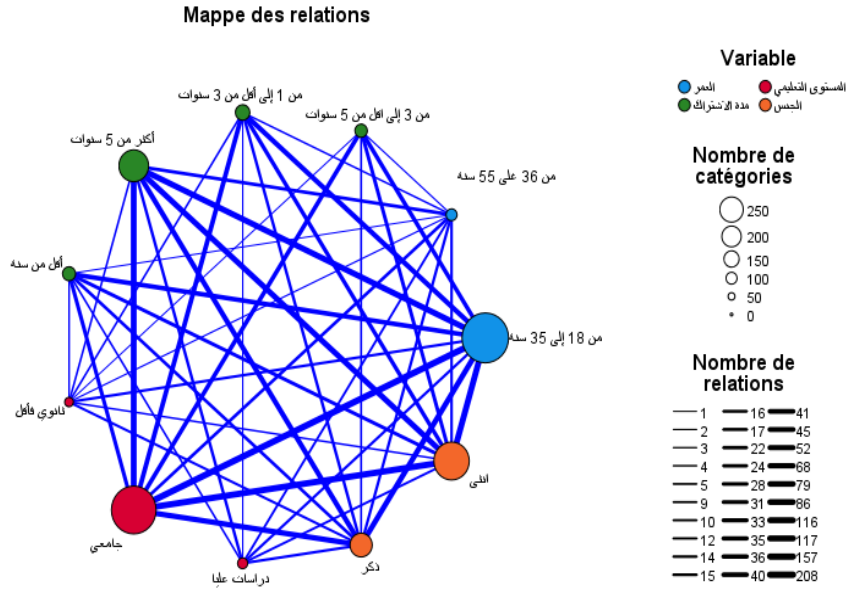 Mappe des relations
من 1 إلى أقل من 3 سنوات
من 3 إلى اقل من 5 سنوات
أكثر من 5 سنوات
من 36 على 55 سنه
أقل من سنه
من 18 إلى 35 سنه
ثانوي فأقل
انثى
جامعي
ذكر
دراسات عليا
Variable
العمر
المستوى التعليمي
مدة الاشتراك
الجنس
Nombre de
catégories
250
200
150
100
50
0
Nombre de
relations
1 16 41
2 17 45
3 22 52
4 24 68
5 28 79
9 31 86
10 33 116
12 35 117
14 36 157
15 40 208